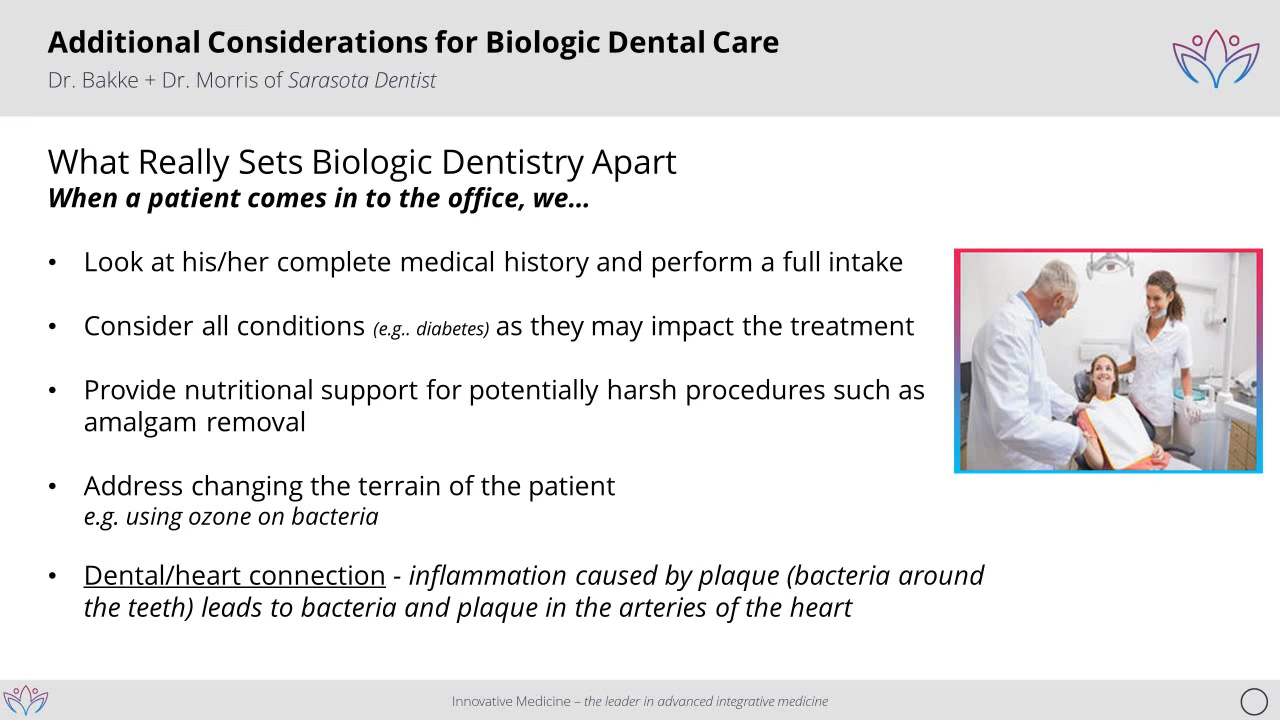 Additional Considerations for Biologic Dental Care
Dr. Bakke + Dr. Morris of Sarasota Dentist
What Really Sets Biologic Dentistry Apart
When a patient comes in to the office, we...
• Look at his/her complete medical history and perform a full intake
• Consider all conditions (e.g.. diabetes) as they may impact the treatment
• Provide nutritional support for potentially harsh procedures such as
amalgam removal
• Address changing the terrain of the patient
e.g. using ozone on bacteria
• Dental/heart connection - inflammation caused by plaque (bacteria around
the teeth) leads to bacteria and plaque in the arteries of the heart
Innovative Medicine – the leader in advanced integrative medicine